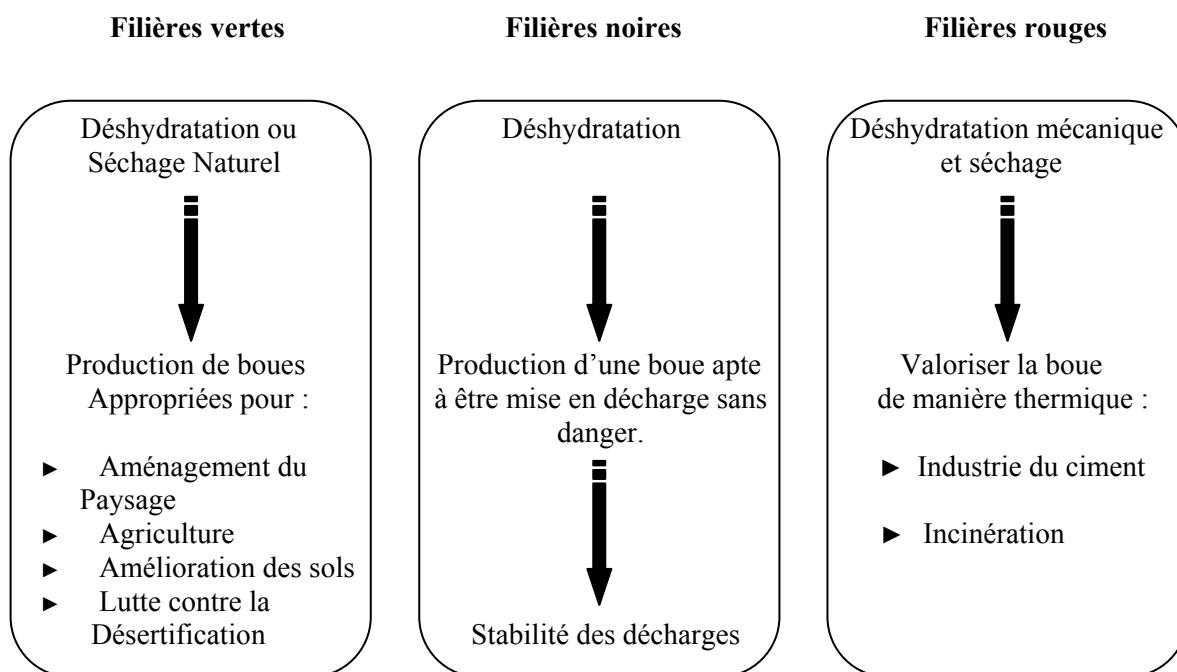 Filières vertes
Déshydratation ou
Séchage Naturel
Production de boues
Appropriées pour :
► Aménagement du
Paysage
► Agriculture
► Amélioration des sols
► Lutte contre la
Désertification
Filières noires
Déshydratation
Production d’une boue apte
à être mise en décharge sans
danger.
Stabilité des décharges
Filières rouges
Déshydratation mécanique
et séchage
Valoriser la boue
de manière thermique :
► Industrie du ciment
► Incinération